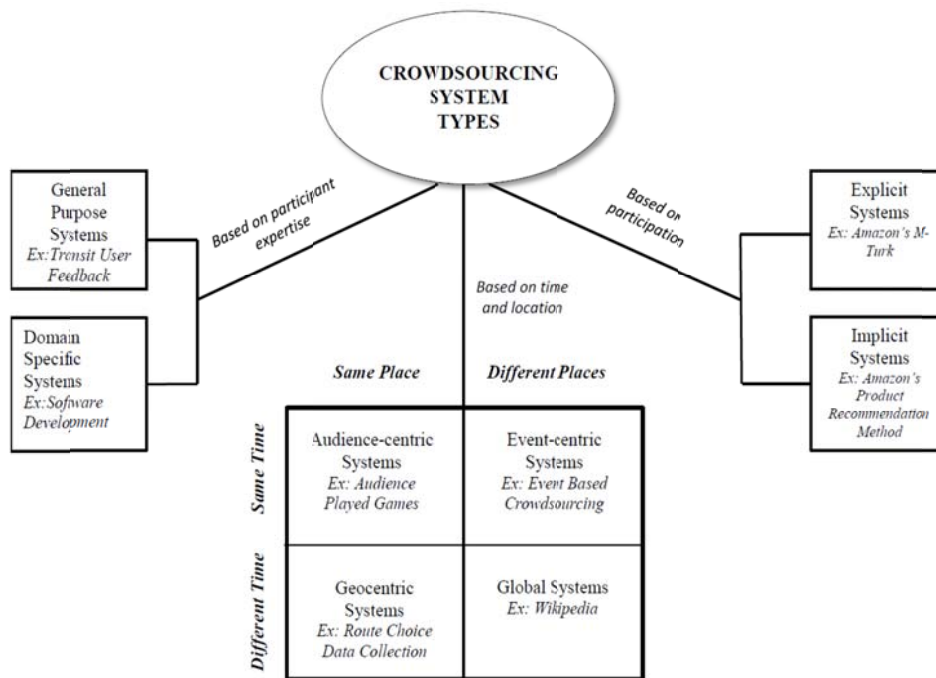 CROWDSOURCING
SYSTEM
TYPES
General
Purpose
Systems
Ex:Transit User
Feedback
Domain
Specific
Systems
Ex:Software
Development
Based on participant
expertise
Based on time
and location
Based on
participation
Explicit
Systems
Ex: Amazon's M-
Turk
Implicit
Systems
Ex: Amazon's
Product
Recommendation
Method
Same Place
Different Places
Same Time
Audience-centric
Systems
Ex: Audience
Played Games
Event-centric
Systems
Ex: Event Based
Crowdsourcing
Different Time
Geocentric
Systems
Ex: Route Choice
Data Collection
Global Systems
Ex: Wikipedia